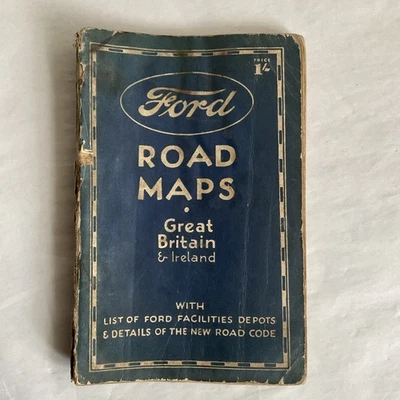 PRICE
1/-
Ford
ROAD
MAPS
•
Great
Britain
& Ireland
WITH
LIST OF FORD FACILITIES DEPOTS
& DETAILS OF THE NEW ROAD CODE